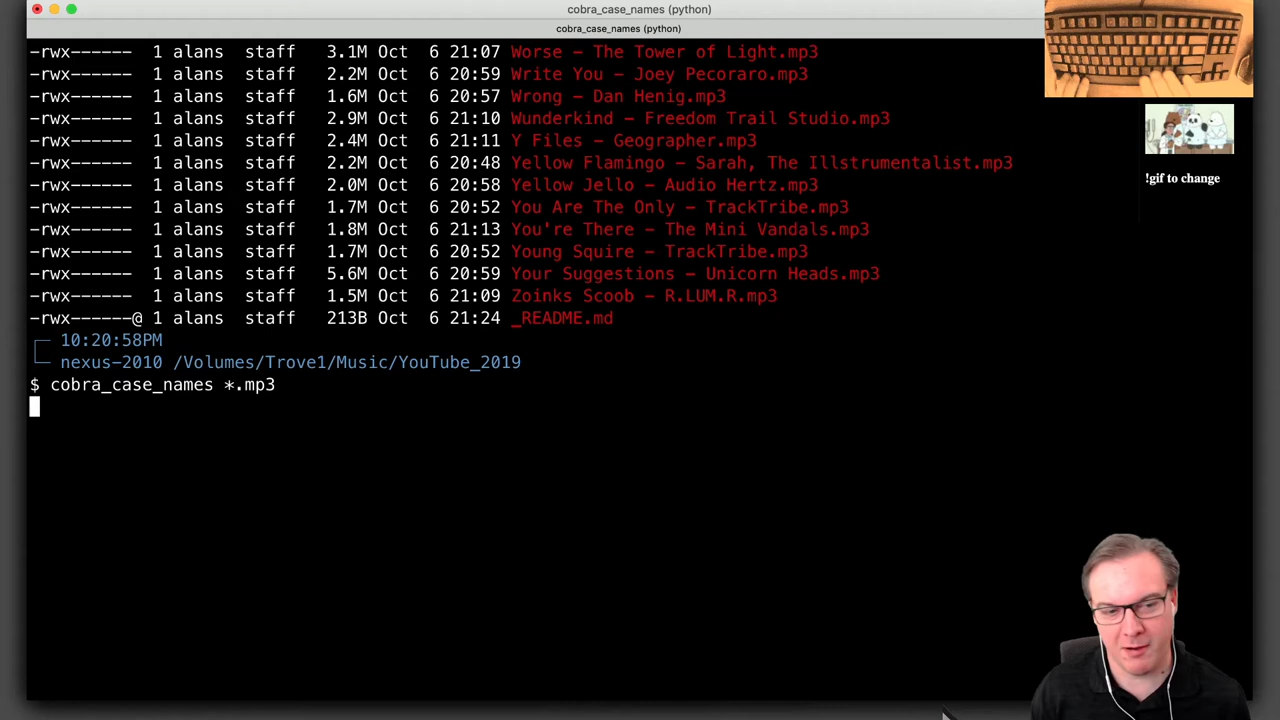 cobra_case_names (python)
cobra_case_names (python)
-rwx------ 1 alans staff 3.1M Oct 6 21:07 Worse - The Tower of Light.mp3
-rwx------ 1 alans staff 2.2M Oct 6 20:59 Write You - Joey Pecoraro.mp3
-rwx------ 1 alans staff 1.6M Oct 6 20:57 Wrong - Dan Henig.mp3
-rwx------ 1 alans staff 2.9M Oct 6 21:10 Wunderkind - Freedom Trail Studio.mp3
-rwx------ 1 alans staff 2.4M Oct 6 21:11 Y Files - Geographer.mp3
-rwx------ 1 alans staff 2.2M Oct 6 20:48 Yellow Flamingo - Sarah, The Illstrumentalist.mp3
-rwx------ 1 alans staff 2.0M Oct 6 20:58 Yellow Jello - Audio Hertz.mp3
-rwx------ 1 alans staff 1.7M Oct 6 20:52 You Are The Only - TrackTribe.mp3
-rwx------ 1 alans staff 1.8M Oct 6 21:13 You're There - The Mini Vandals.mp3
-rwx------ 1 alans staff 1.7M Oct 6 20:52 Young Squire - TrackTribe.mp3
-rwx------ 1 alans staff 5.6M Oct 6 20:59 Your Suggestions - Unicorn Heads.mp3
-rwx------ 1 alans staff 1.5M Oct 6 21:09 Zoinks Scoob - R.LUM.R.mp3
-rwx------@ 1 alans staff 213B Oct 6 21:24 _README.md
10:20:58PM
nexus-2010 /Volumes/Trove1/Music/YouTube_2019
$ cobra_case_names *.mp3
!gif to change